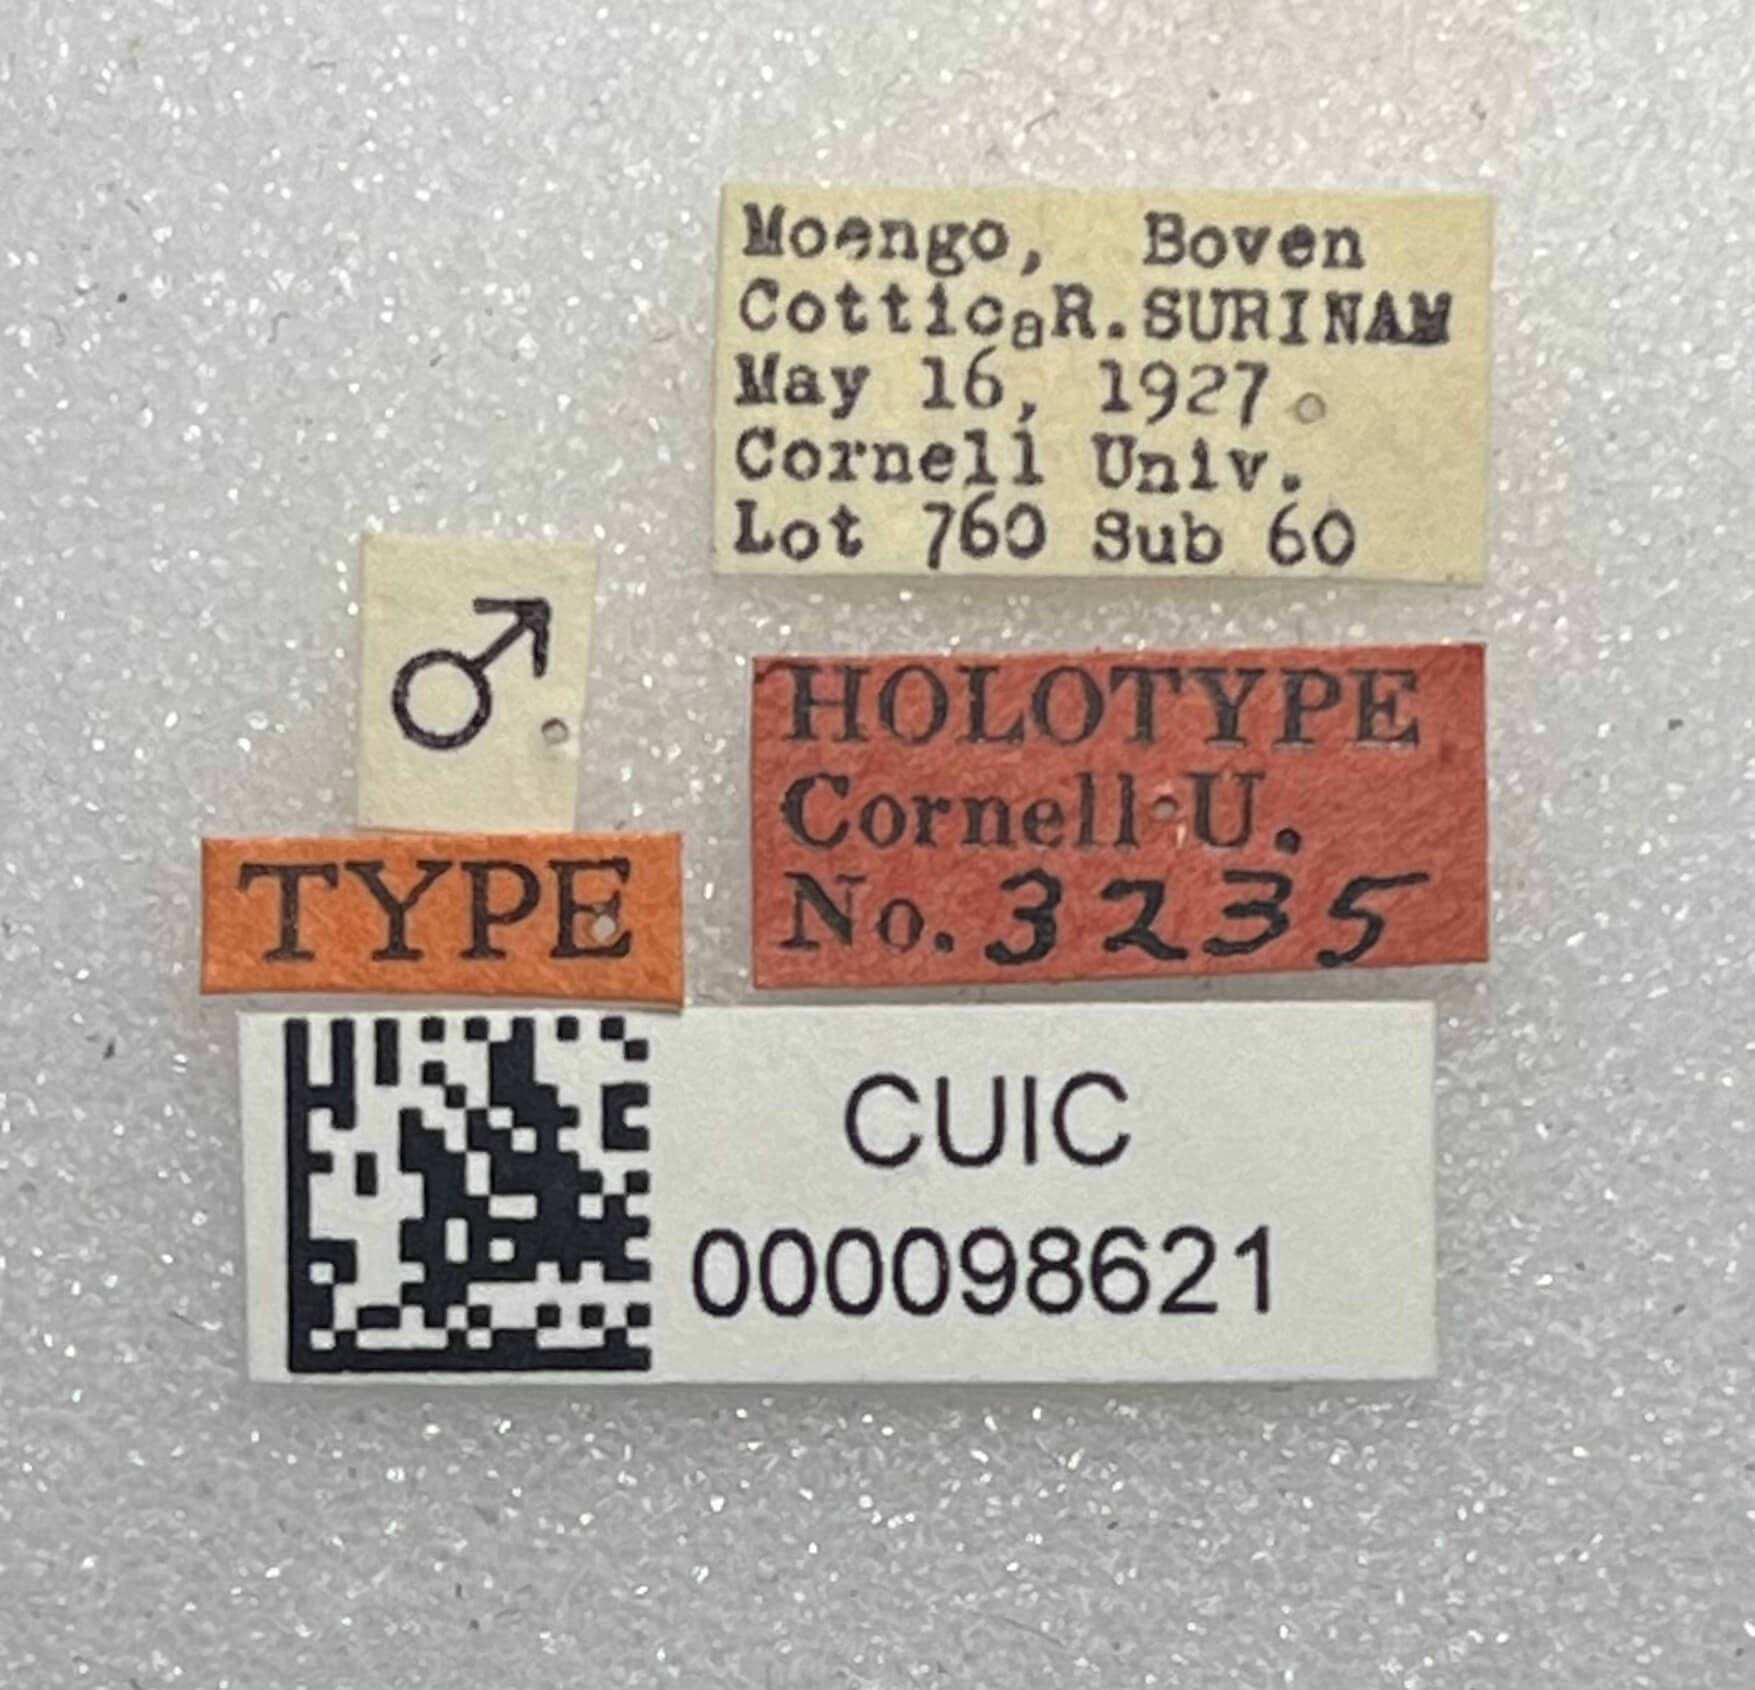 Moengo, Boven
Cottica R. SURINAM
May 16, 1927
Cornell Univ.
Lot 760 Sub 60
♂
HOLOTYPE
Cornell U.
No. 3235
TYPE
CUIC
000098621